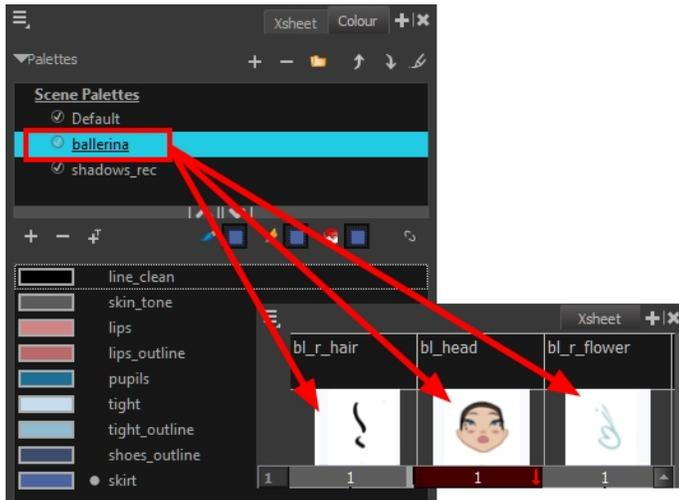 Xsheet Colour
Palettes
Scene Palettes
Default
ballerina
shadows_rec
line_clean
skin_tone
lips
lips_outline
pupils
tight
tight_outline
shoes_outline
skirt
Xsheet
bl_r_hair bl_head bl_r_flower
1 1 1 1